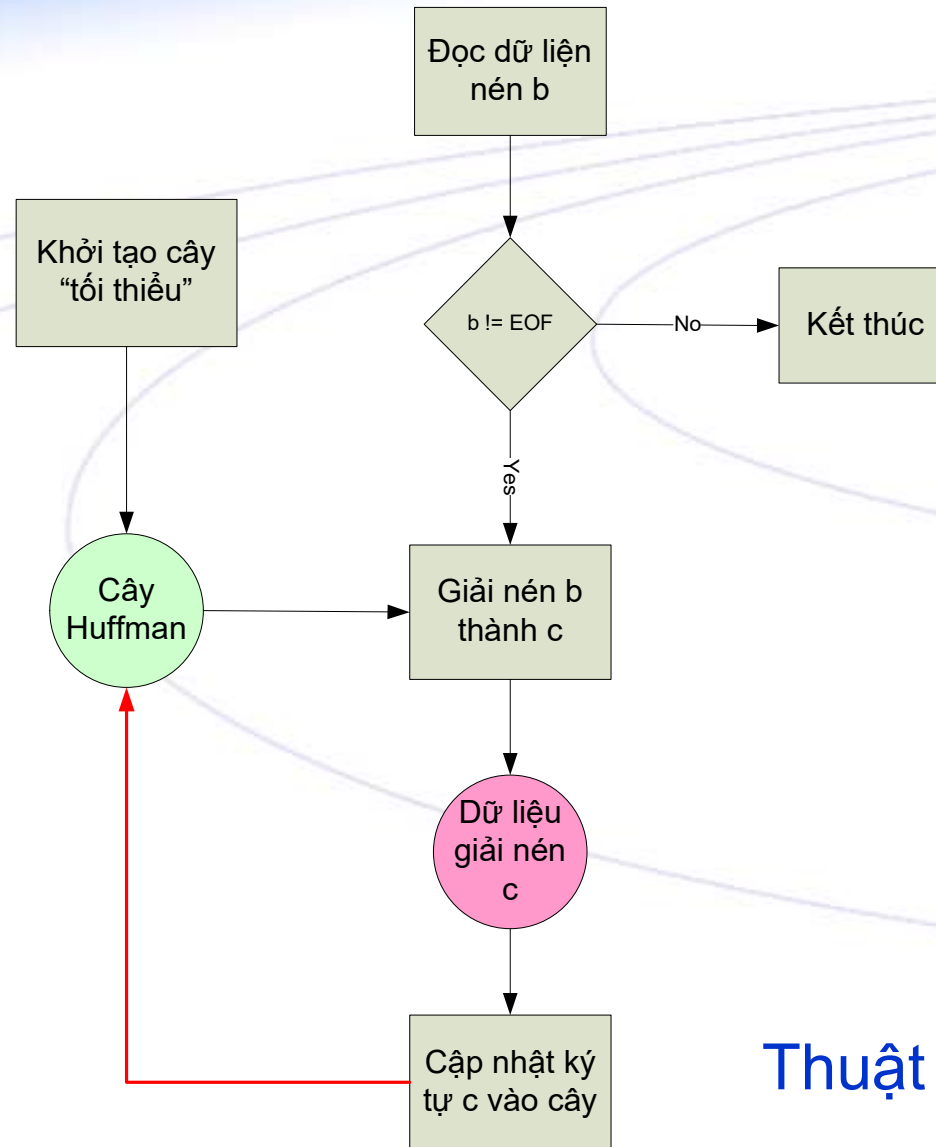 Đọc dữ liện
nén b
Khởi tạo cây
“tối thiểu”
b != EOF
No
Kết thúc
Yes
Cây
Huffman
Giải nén b
thành c
Dữ liệu
giải nén
c
Cập nhật ký
tự c vào cây
Thuật